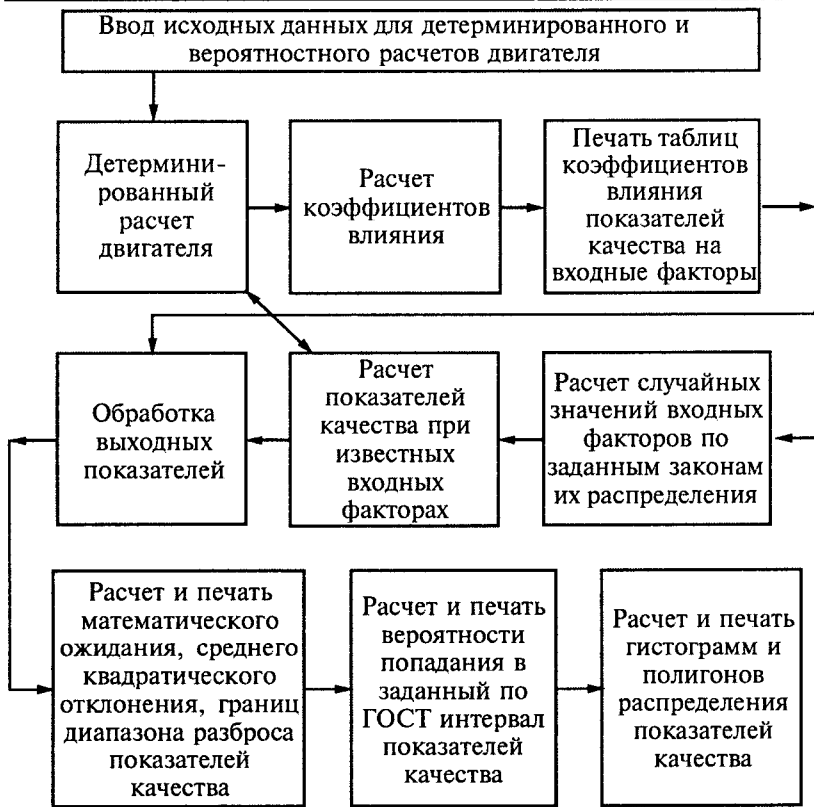 Ввод исходных данных для детерминированного и
вероятностного расчетов двигателя
Детермини-
рованный
расчет
двигателя
Расчет
коэффициентов
влияния
Печать таблиц
коэффициентов
влияния
показателей
качества на
входные факторы
Обработка
выходных
показателей
Расчет
показателей
качества при
известных
входных
факторах
Расчет случайных
значений входных
факторов по
заданным законам
их распределения
Расчет и печать
математического
ожидания, среднего
квадратического
отклонения, границ
диапазона разброса
показателей
качества
Расчет и печать
вероятности
попадания в
заданный по
ГОСТ интервал
показателей
качества
Расчет и печать
гистограмм и
полигонов
распределения
показателей
качества